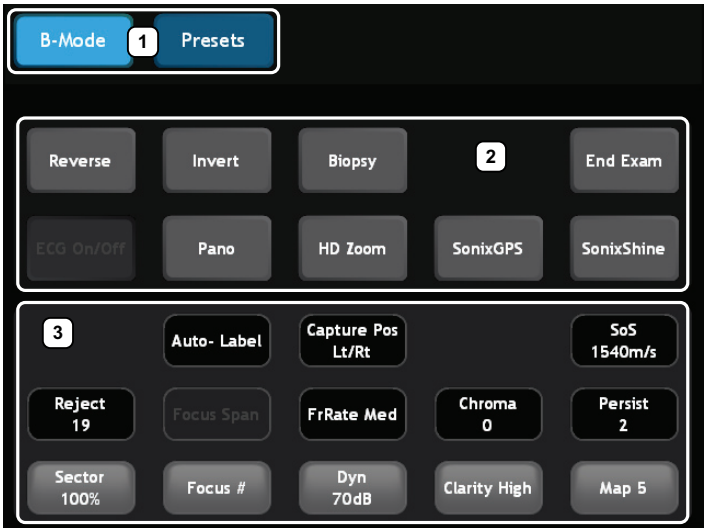 B-Mode
1
Presets
Reverse
Invert
Biopsy
2
End Exam
ECG On/Off
Pano
HD Zoom
SonixGPS
SonixShine
3
Auto- Label
Capture Pos
Lt/Rt
SoS
1540m/s
Reject
19
Focus Span
FrRate Med
Chroma
0
Persist
2
Sector
100%
Focus #
Dyn
70dB
Clarity High
Map 5